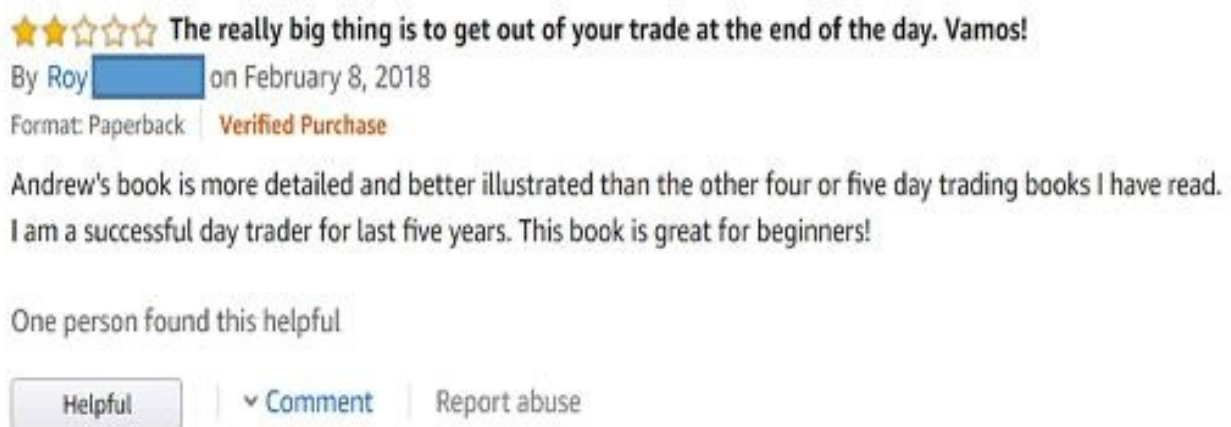 The really big thing is to get out of your trade at the end of the day. Vamos!
By Roy on February 8, 2018
Format: Paperback Verified Purchase
Andrew's book is more detailed and better illustrated than the other four or five day trading books I have read.
I am a successful day trader for last five years. This book is great for beginners!
One person found this helpful
Helpful Comment Report abuse